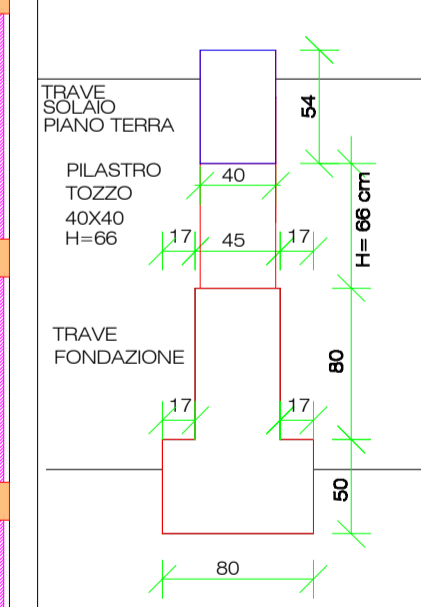 TRAVE
SOLAIO
PIANO TERRA
54
PILASTRO
TOZZO
40X40
H=66
40
17 45 17
H= 66 cm
TRAVE
FONDAZIONE
80
17 17
50
80